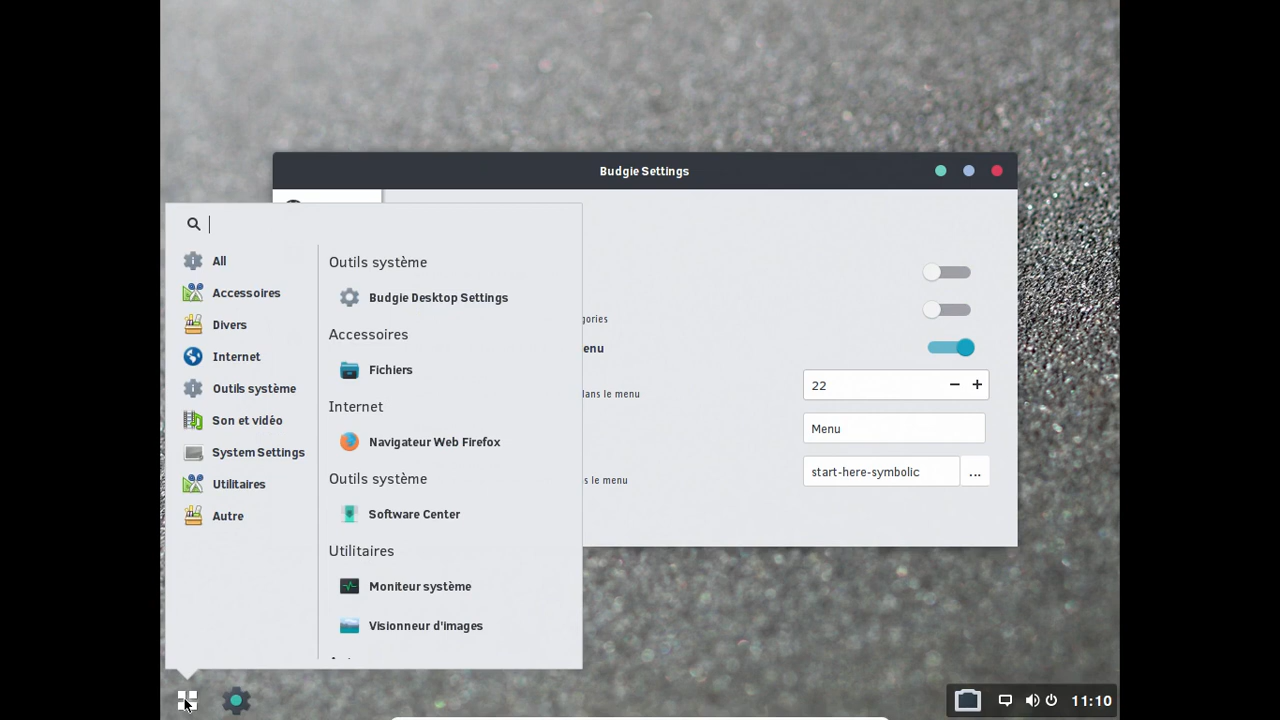 Budgie Settings
All
Accessoires
Divers
Internet
Outils système
Son et vidéo
System Settings
Utilitaires
Autre
Outils système
Budgie Desktop Settings
Accessoires
Fichiers
Internet
Navigateur Web Firefox
Outils système
Software Center
Utilitaires
Moniteur système
Visionneur d'images
gories
enu
22
dans le menu
Menu
start-here-symbolic
...
s le menu
11:10